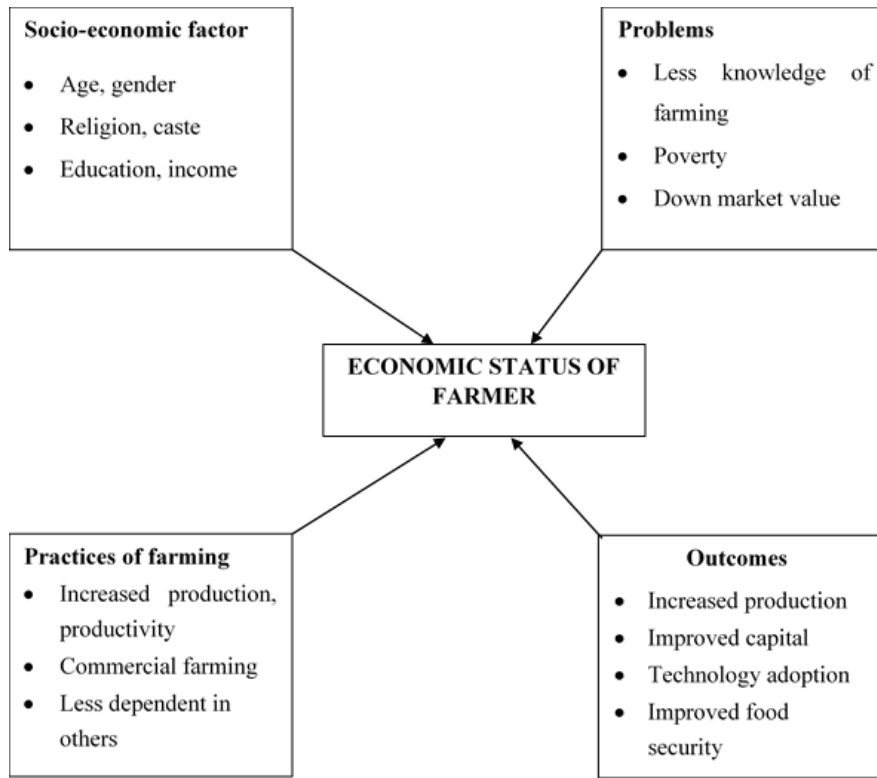 Socio-economic factor
• Age, gender
• Religion, caste
• Education, income
Problems
• Less knowledge of
farming
• Poverty
• Down market value
ECONOMIC STATUS OF
FARMER
Practices of farming
• Increased production,
productivity
• Commercial farming
• Less dependent in
others
Outcomes
• Increased production
• Improved capital
• Technology adoption
• Improved food
security